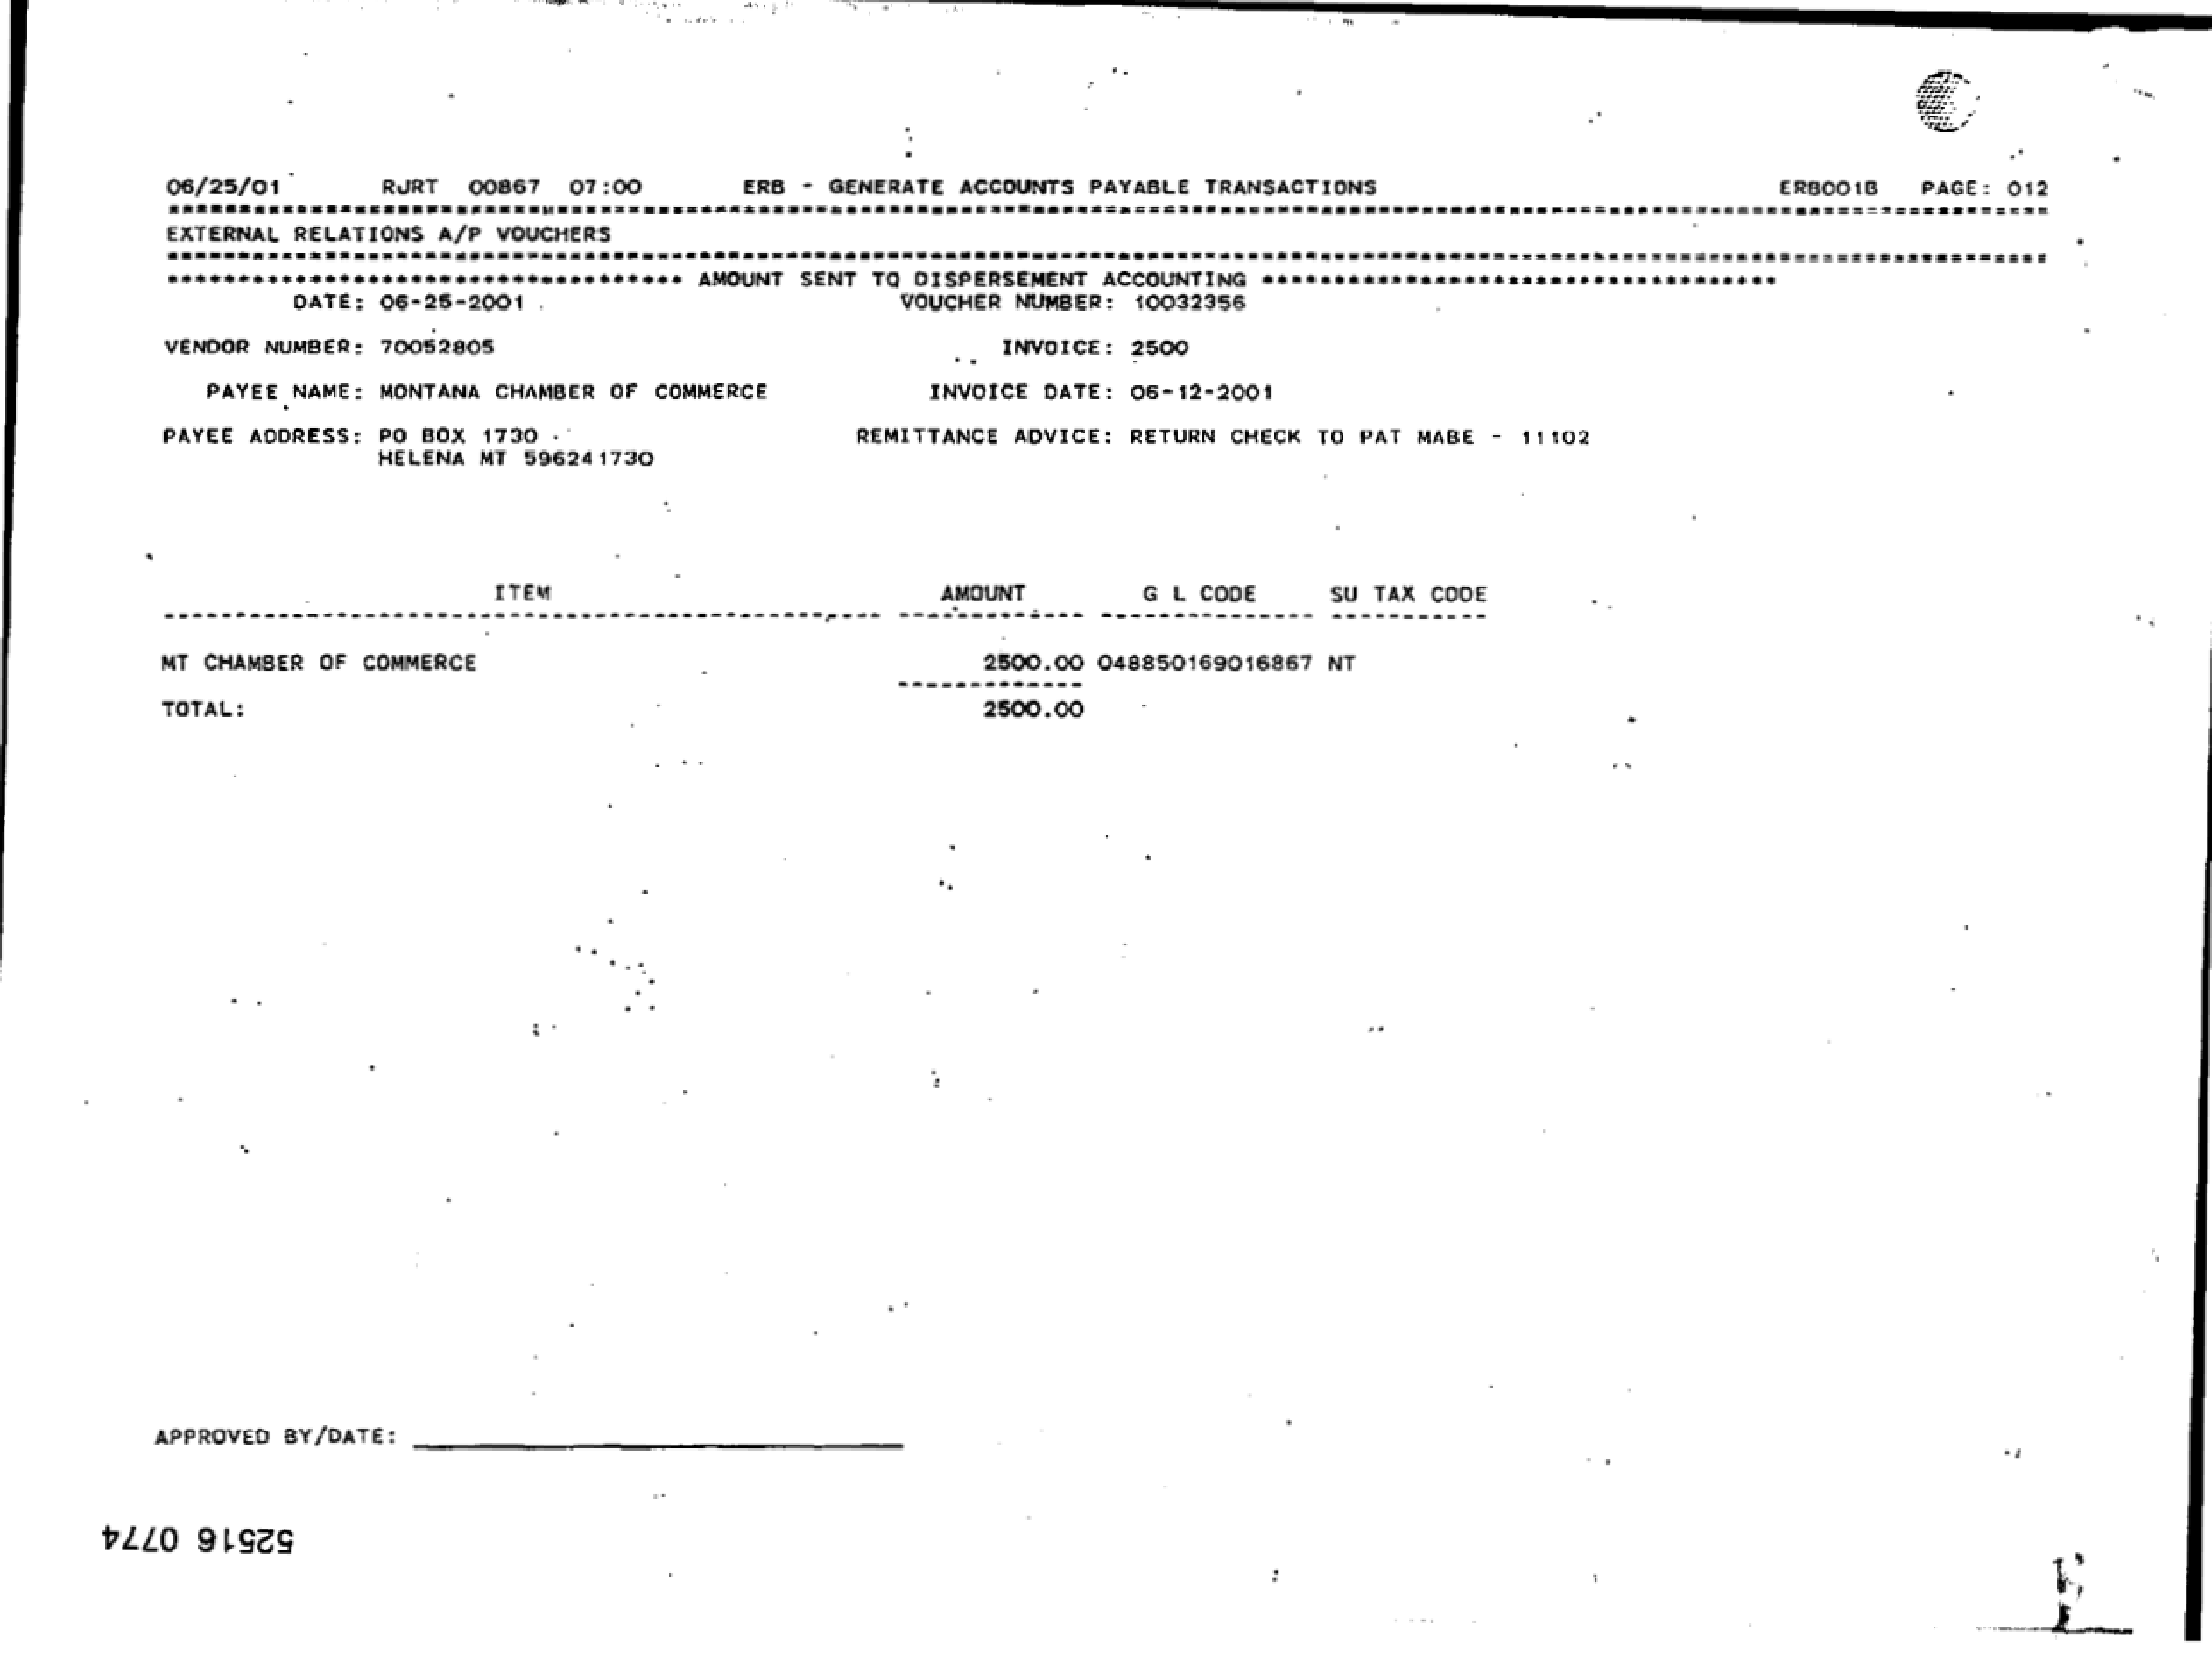 06/25/01 RJRT 00867 07:00 ERB - GENERATE ACCOUNTS PAYABLE TRANSACTIONS ERB001B PAGE: 012
EXTERNAL RELATIONS A/P VOUCHERS
************************************ AMOUNT SENT TO DISPERSEMENT ACCOUNTING ************************************
DATE: 06-25-2001 VOUCHER NUMBER: 10032356
VENDOR NUMBER: 70052805 INVOICE: 2500
PAYEE NAME: MONTANA CHAMBER OF COMMERCE INVOICE DATE: 06-12-2001
PAYEE ADDRESS: PO BOX 1730 REMITTANCE ADVICE: RETURN CHECK TO PAT MABE - 11102
HELENA MT 596241730
ITEM AMOUNT G L CODE SU TAX CODE
MT CHAMBER OF COMMERCE 2500.00 048850169016867 NT
TOTAL: 2500.00
APPROVED BY/DATE:
52516 0774